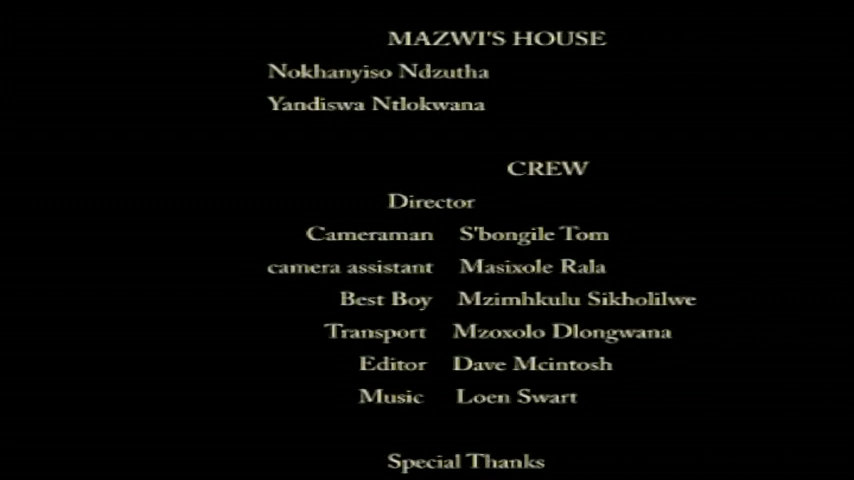 MAZWI'S HOUSE
Nokhanyiso Ndzutha
Yandiswa Ntlokwana
CREW
Director
Cameraman S'bongile Tom
camera assistant Masixole Rala
Best Boy Mzimhkulu Sikholilwe
Transport Mzoxolo Dlongwana
Editor Dave Mcintosh
Music Loen Swart
Special Thanks